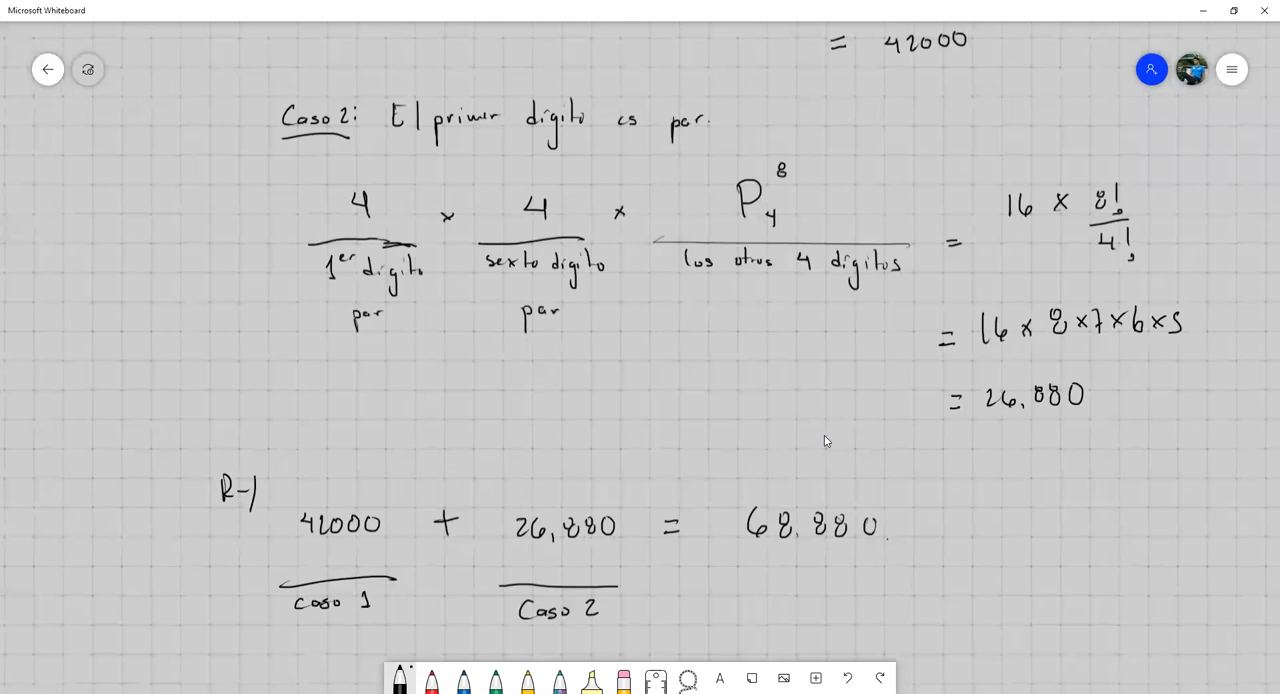 Microsoft Whiteboard
= 42000
Caso 2: El primer dígito es par.
4 × 4 × P 8 4 = 16 × 8! / 4!
1er dígito par
sexto dígito par
los otros 4 dígitos
= 16 × 8 × 7 × 6 × 5
= 26,880
R-/
42000 + 26,880 = 68,880.
Caso 1 Caso 2
A